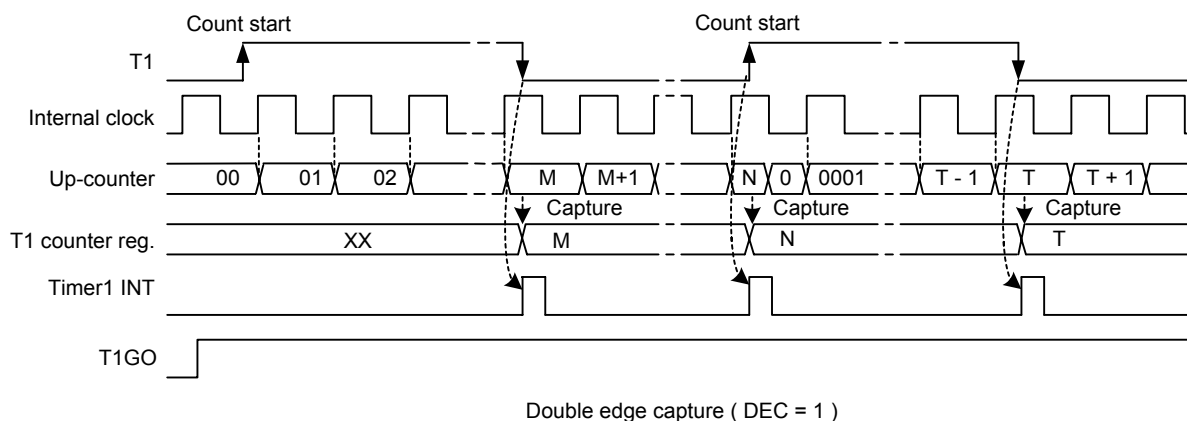 Count start Count start
T1
Internal clock
Up-counter 00 01 02 M M+1 N 0 0001 T - 1 T T + 1
Capture Capture Capture
T1 counter reg. XX M N T
Timer1 INT
T1GO
Double edge capture ( DEC = 1 )